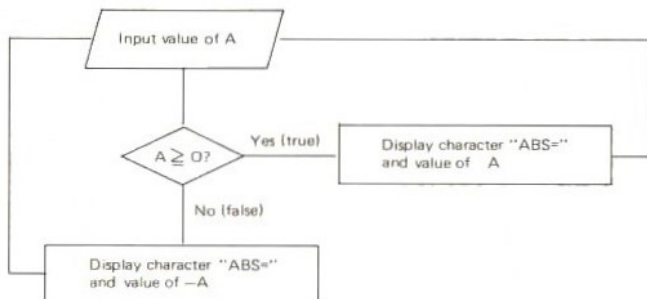 Input value of A
A ≧ 0?
Yes (true)
Display character "ABS="
and value of A
No (false)
Display character "ABS="
and value of −A